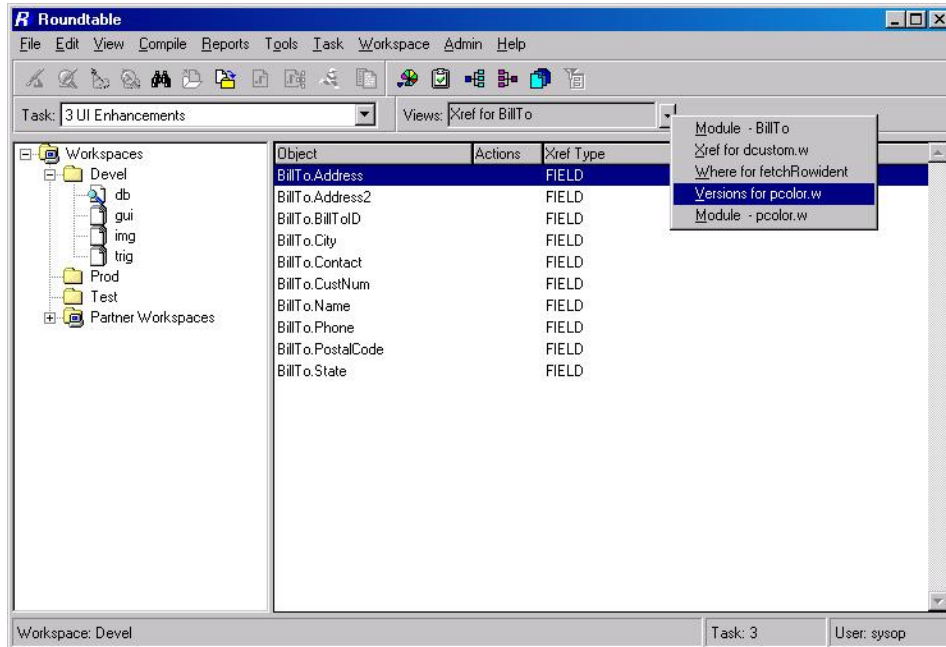 Roundtable
File Edit View Compile Reports Tools Task Workspace Admin Help
Task: 3 UI Enhancements Views: Xref for BillTo
Module - BillTo
Xref for dcustom.w
Where for fetchRowident
Versions for pcolor.w
Module - pcolor.w
Workspaces
Devel
db
gui
img
trig
Prod
Test
Partner Workspaces
Object Actions Xref Type
BillTo.Address FIELD
BillTo.Address2 FIELD
BillTo.BillToID FIELD
BillTo.City FIELD
BillTo.Contact FIELD
BillTo.CustNum FIELD
BillTo.Name FIELD
BillTo.Phone FIELD
BillTo.PostalCode FIELD
BillTo.State FIELD
Workspace: Devel Task: 3 User: sysop